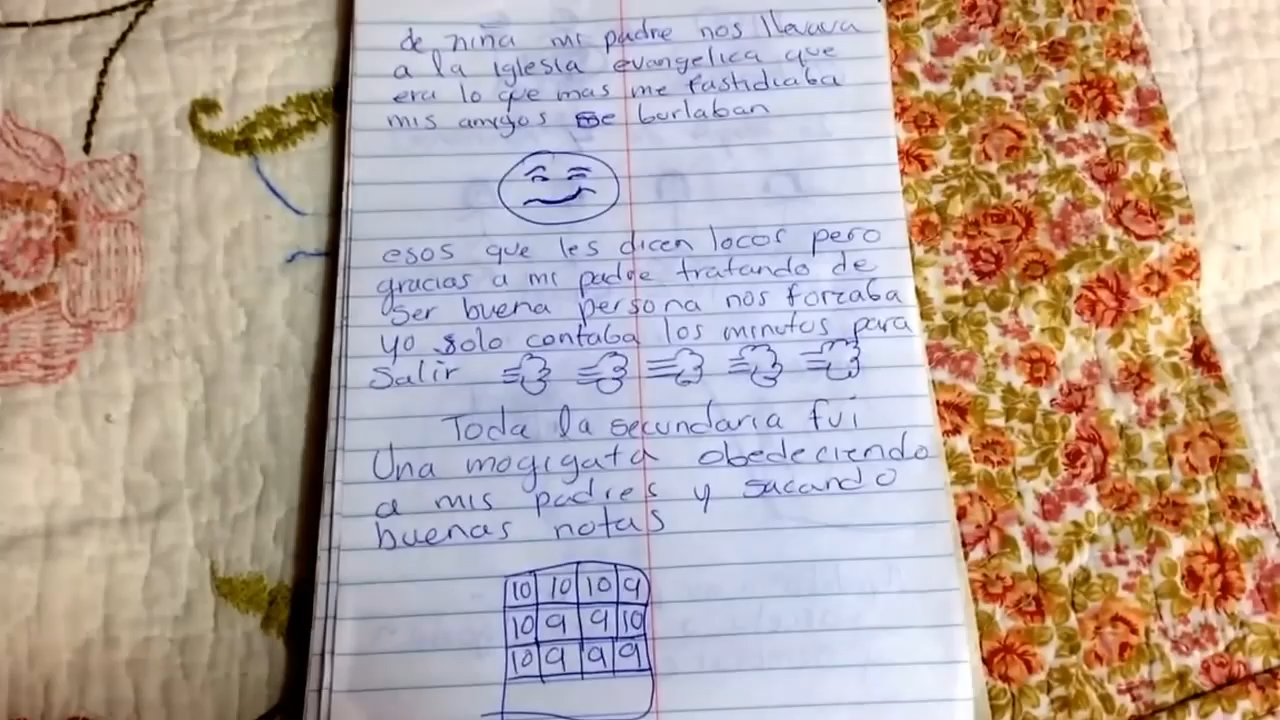 de niña mi padre nos llevava
a la iglesia evangelica que
era lo que mas me fastidiaba
mis amigos se burlaban
esos que les dicen locos pero
gracias a mi padre tratando de
ser buena persona nos forzaba
yo solo contaba los minutos para
Salir
Toda la secundaria fui
Una mogigata obedeciendo
a mis padres y sacando
buenas notas
10 10 10 9
10 9 9 10
10 9 9 9